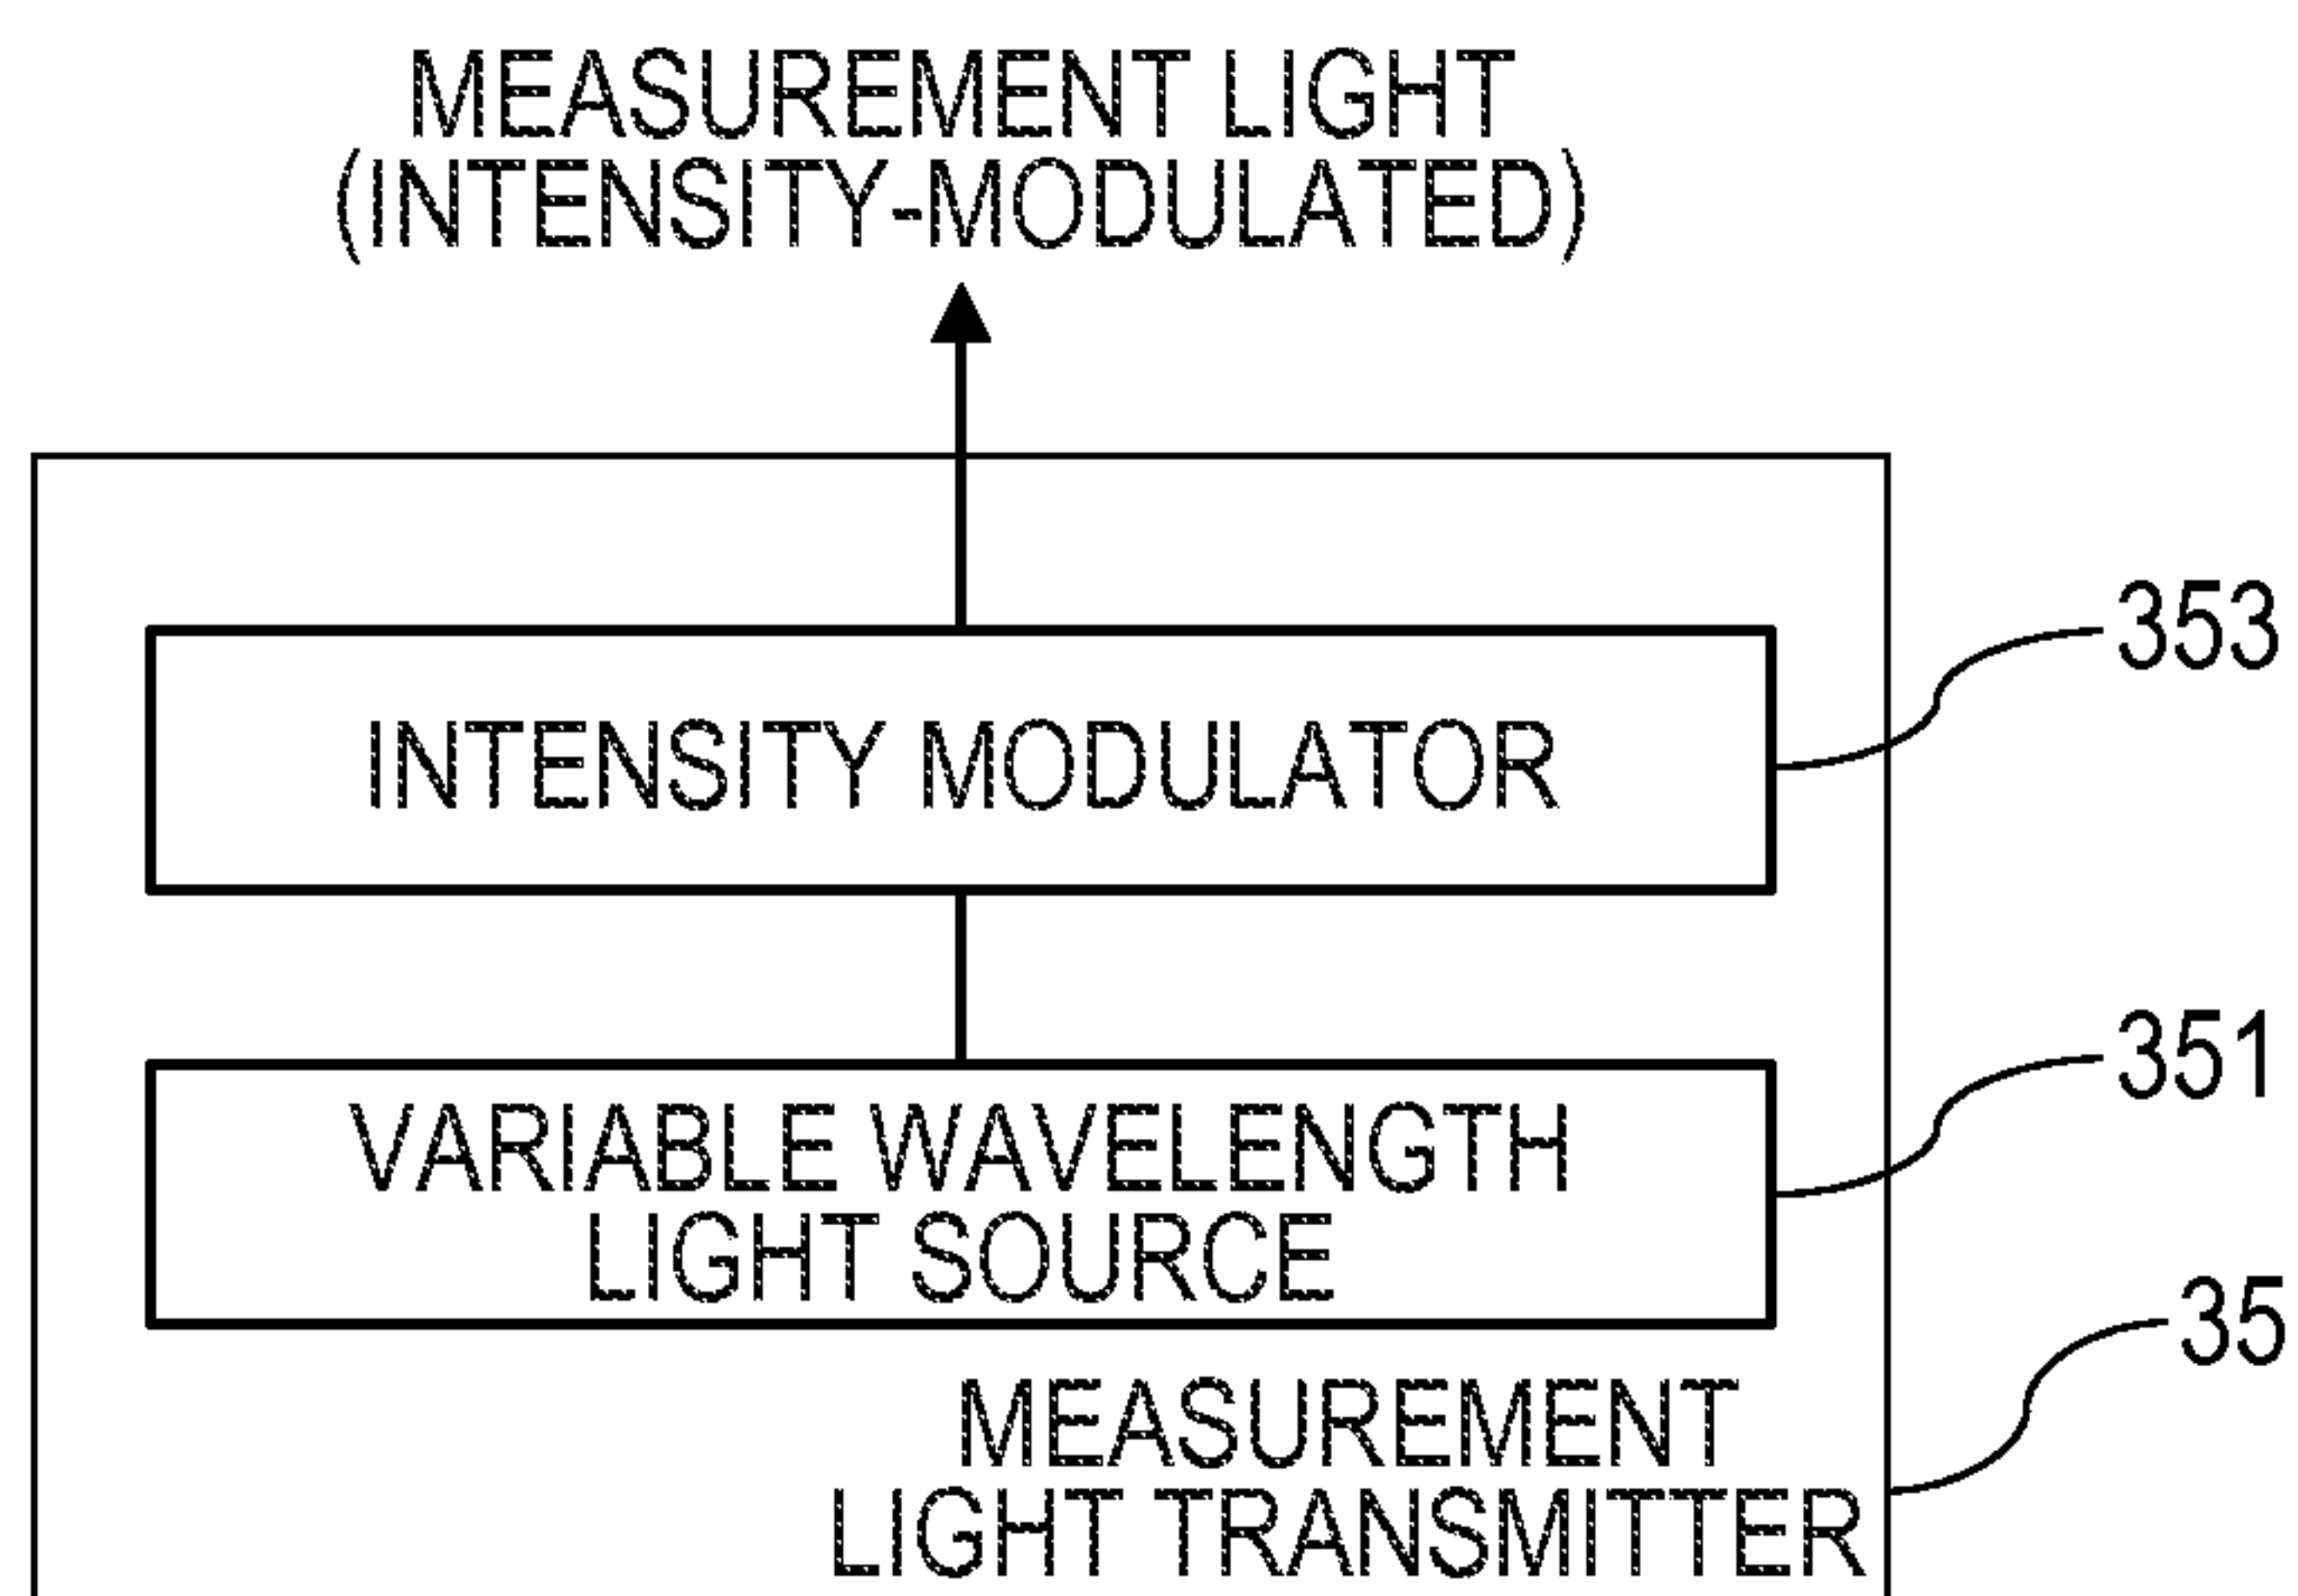 MEASUREMENT LIGHT
(INTENSITY-MODULATED)
353
INTENSITY MODULATOR
351
VARIABLE WAVELENGTH
LIGHT SOURCE
35
MEASUREMENT
LIGHT TRANSMITTER